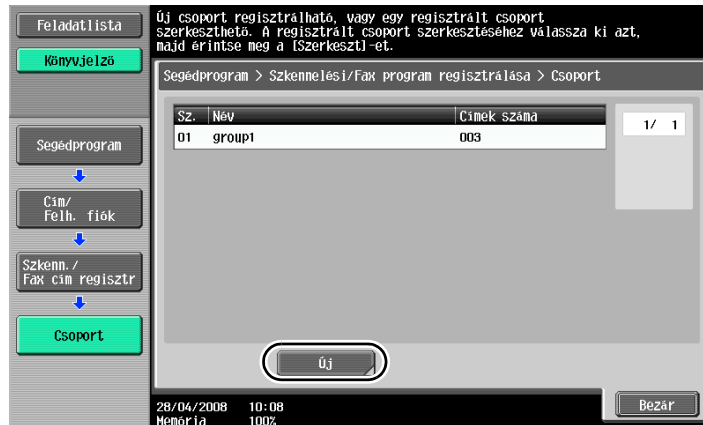 Feladatlista
Könyvjelző
Új csoport regisztrálható, vagy egy regisztrált csoport
szerkeszthető. A regisztrált csoport szerkesztéséhez válassza ki azt,
majd érintse meg a [Szerkeszt]-et.
Segédprogram > Szkennelési/Fax program regisztrálása > Csoport
Sz. Név Címek száma
01 group1 003
1/ 1
Segédprogram
Cím/
Felh. fiók
Szkenn./
Fax cím regisztr
Csoport
Új
28/04/2008 10:08
Memória 100%
Bezár